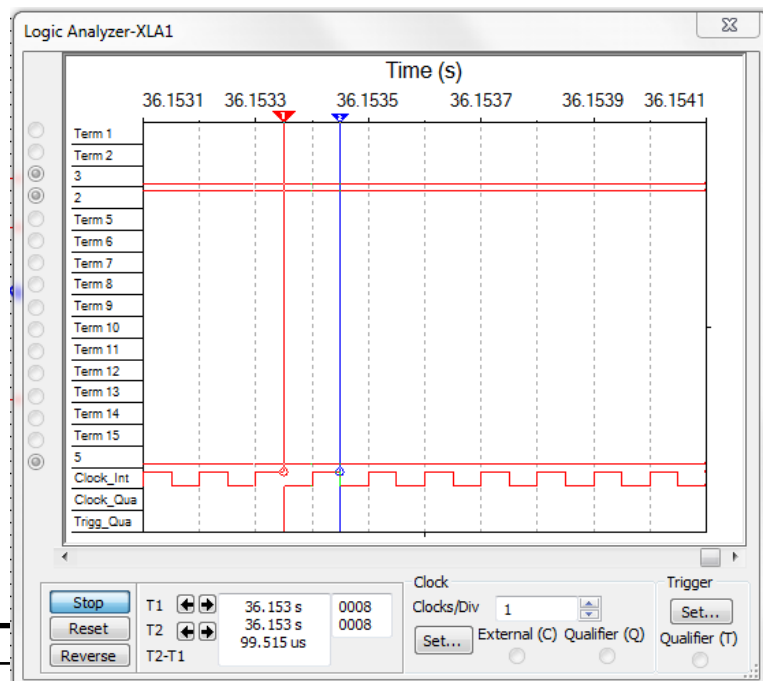 Logic Analyzer-XLA1
Time (s)
36.1531 36.1533 36.1535 36.1537 36.1539 36.1541
1 2
Term 1
Term 2
3
2
Term 5
Term 6
Term 7
Term 8
Term 9
Term 10
Term 11
Term 12
Term 13
Term 14
Term 15
5
Clock_Int
Clock_Qua
Trigg_Qua
Stop
Reset
Reverse
T1 36.153 s 0008
T2 36.153 s 0008
T2-T1 99.515 us
Clock
Clocks/Div 1
Set... External (C) Qualifier (Q)
Trigger
Set...
Qualifier (T)